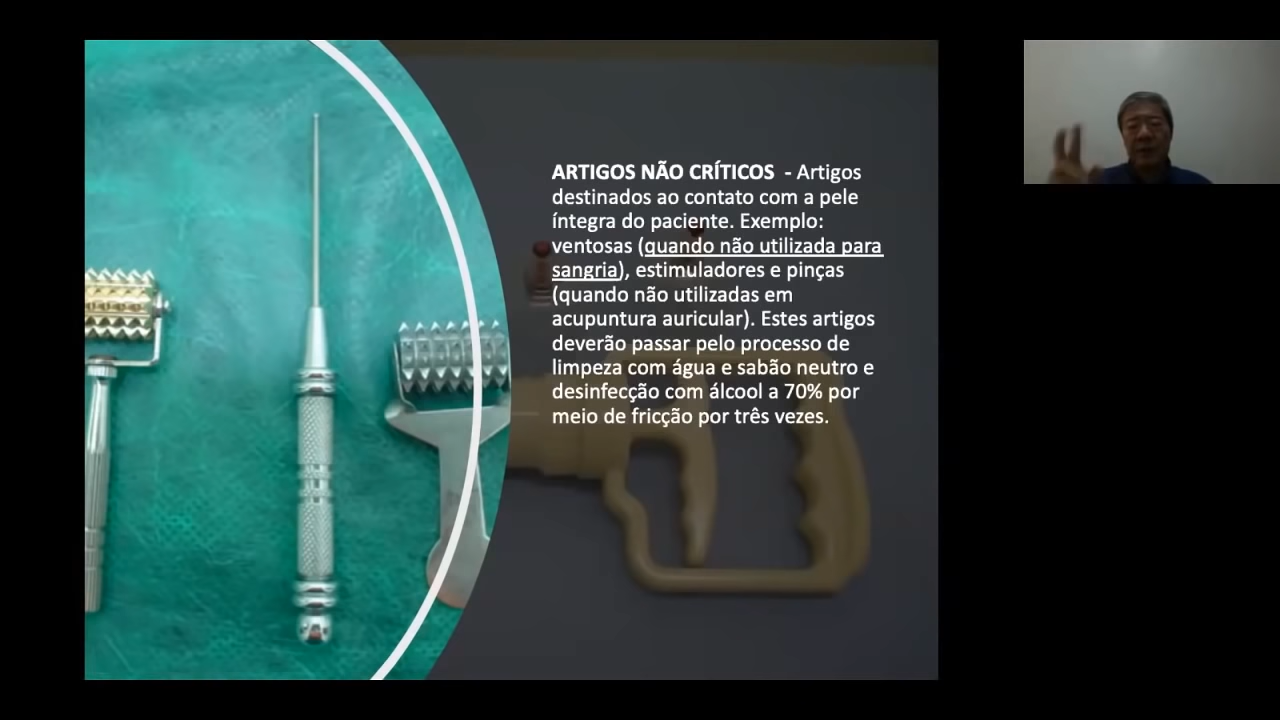 ARTIGOS NÃO CRÍTICOS - Artigos
destinados ao contato com a pele
íntegra do paciente. Exemplo:
ventosas (quando não utilizada para
sangria), estimuladores e pinças
(quando não utilizadas em
acupuntura auricular). Estes artigos
deverão passar pelo processo de
limpeza com água e sabão neutro e
desinfecção com álcool a 70% por
meio de fricção por três vezes.